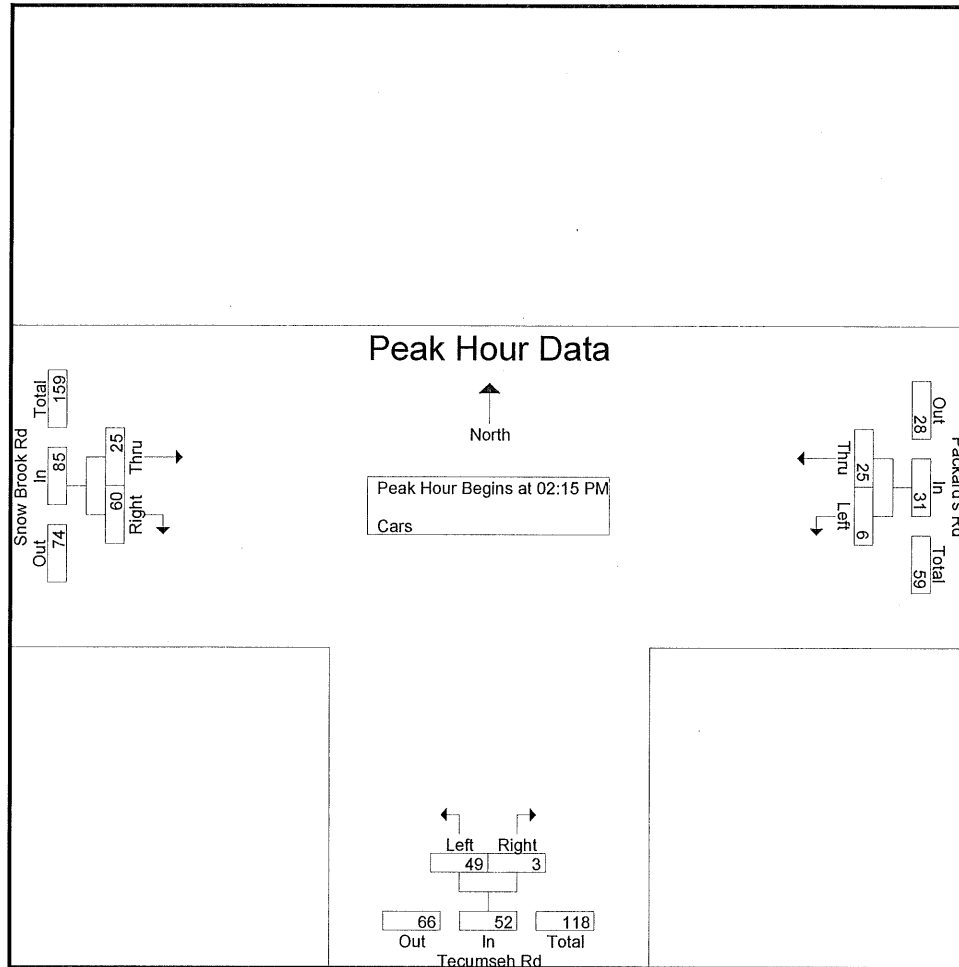 Peak Hour Data
North
Peak Hour Begins at 02:15 PM
Cars
Snow Brook Rd
Total
159
In
85
Out
74
Thru
25
Right
60
Packard's Rd
Out
28
In
31
Total
59
Thru
25
Left
6
Left Right
49 3
66 52 118
Out In Total
Tecumseh Rd